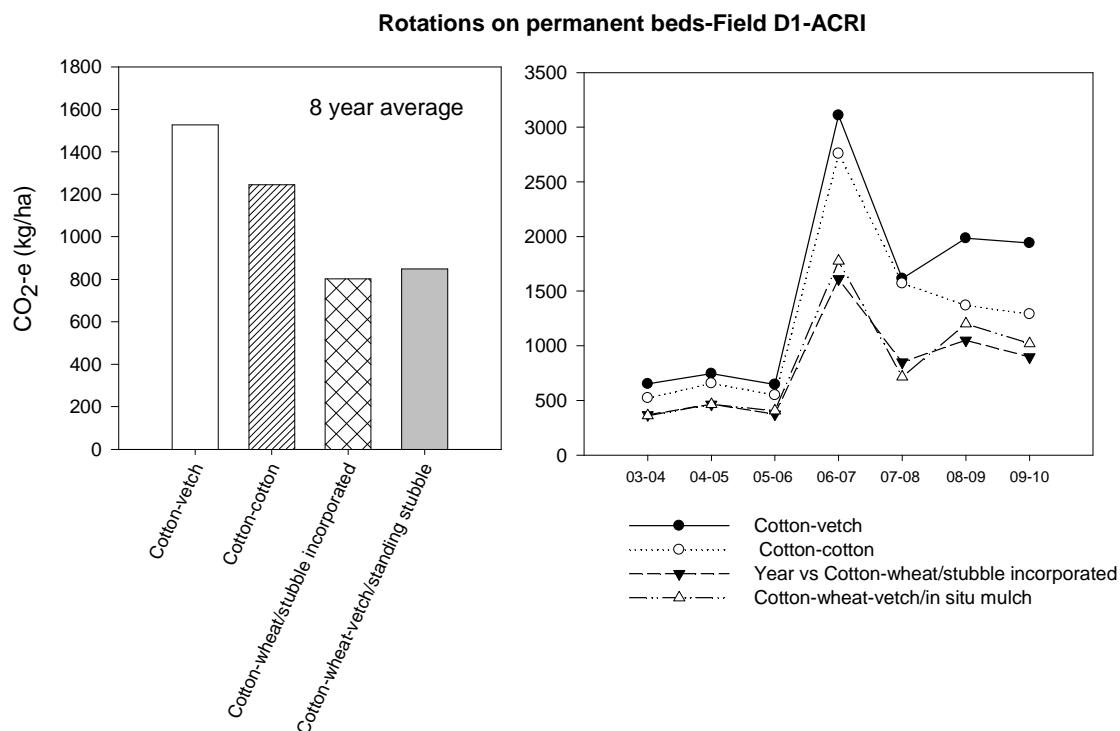 Rotations on permanent beds-Field D1-ACRI
CO2-e (kg/ha)
1800
1600
1400
1200
1000
800
600
400
200
0
8 year average
Cotton-vetch
Cotton-cotton
Cotton-wheat/stubble incorporated
Cotton-wheat-vetch/standing stubble
3500
3000
2500
2000
1500
1000
500
0
03-04 04-05 05-06 06-07 07-08 08-09 09-10
Cotton-vetch
Cotton-cotton
Year vs Cotton-wheat/stubble incorporated
Cotton-wheat-vetch/in situ mulch